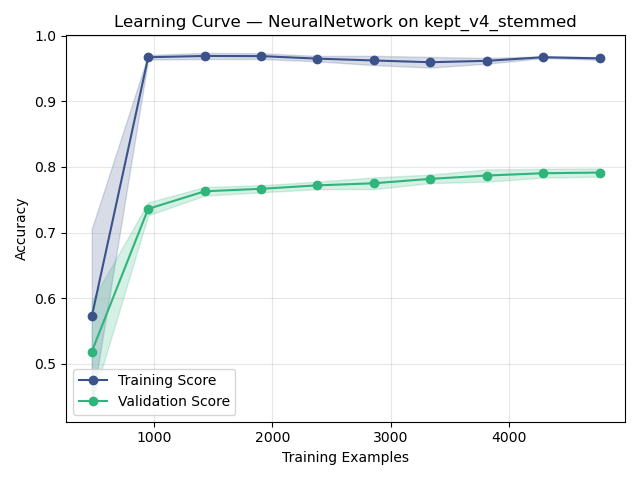 Learning Curve — NeuralNetwork on kept_v4_stemmed
1.0
0.9
0.8
0.7
0.6
0.5
Accuracy
Training Score
Validation Score
1000 2000 3000 4000
Training Examples